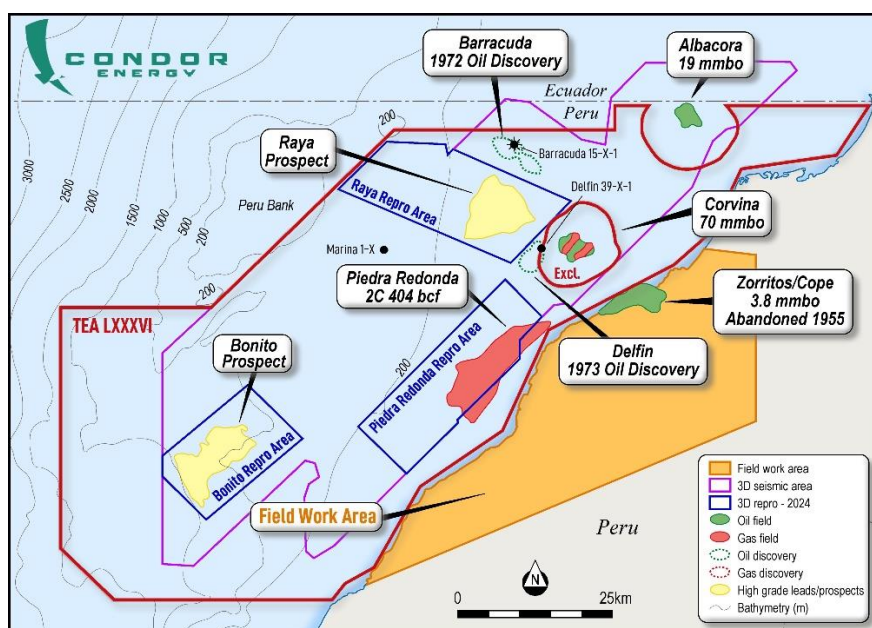 CONDOR
ENERGY
Barracuda
1972 Oil Discovery
Albacora
19 mmbo
Ecuador
Peru
200
3000
2500
2000
1500
1000
500
200
Raya
Prospect
Barracuda 15-X-1
Delfin 39-X-1
Raya Repro Area
Peru Bank
Corvina
70 mmbo
Marina 1-X
Excl.
Piedra Redonda
2C 404 bcf
Zorritos/Cope
3.8 mmbo
Abandoned 1955
200
TEA LXXXVI
Bonito
Prospect
Delfin
1973 Oil Discovery
200
Piedra Redonda Repro Area
Bonito Repro Area
Field Work Area
Peru
N
0
25km
Field work area
3D seismic area
3D repro - 2024
Oil field
Gas field
Oil discovery
Gas discovery
High grade leads/prospects
Bathymetry (m)